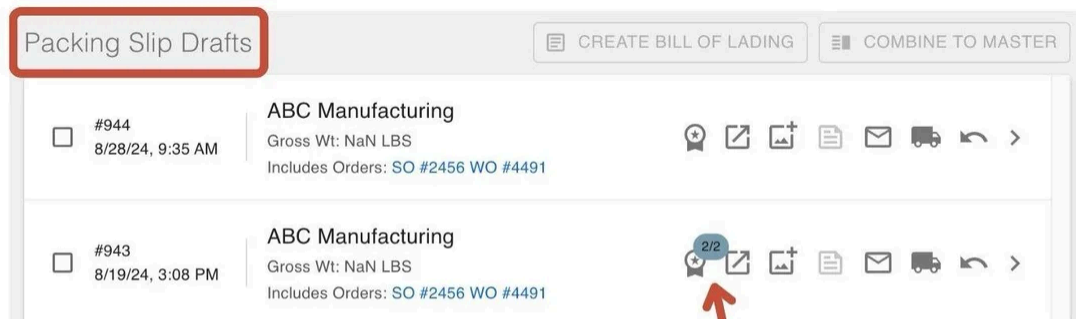 Packing Slip Drafts
CREATE BILL OF LADING
COMBINE TO MASTER
#944
8/28/24, 9:35 AM
ABC Manufacturing
Gross Wt: NaN LBS
Includes Orders: SO #2456 WO #4491
#943
8/19/24, 3:08 PM
ABC Manufacturing
Gross Wt: NaN LBS
Includes Orders: SO #2456 WO #4491
2/2